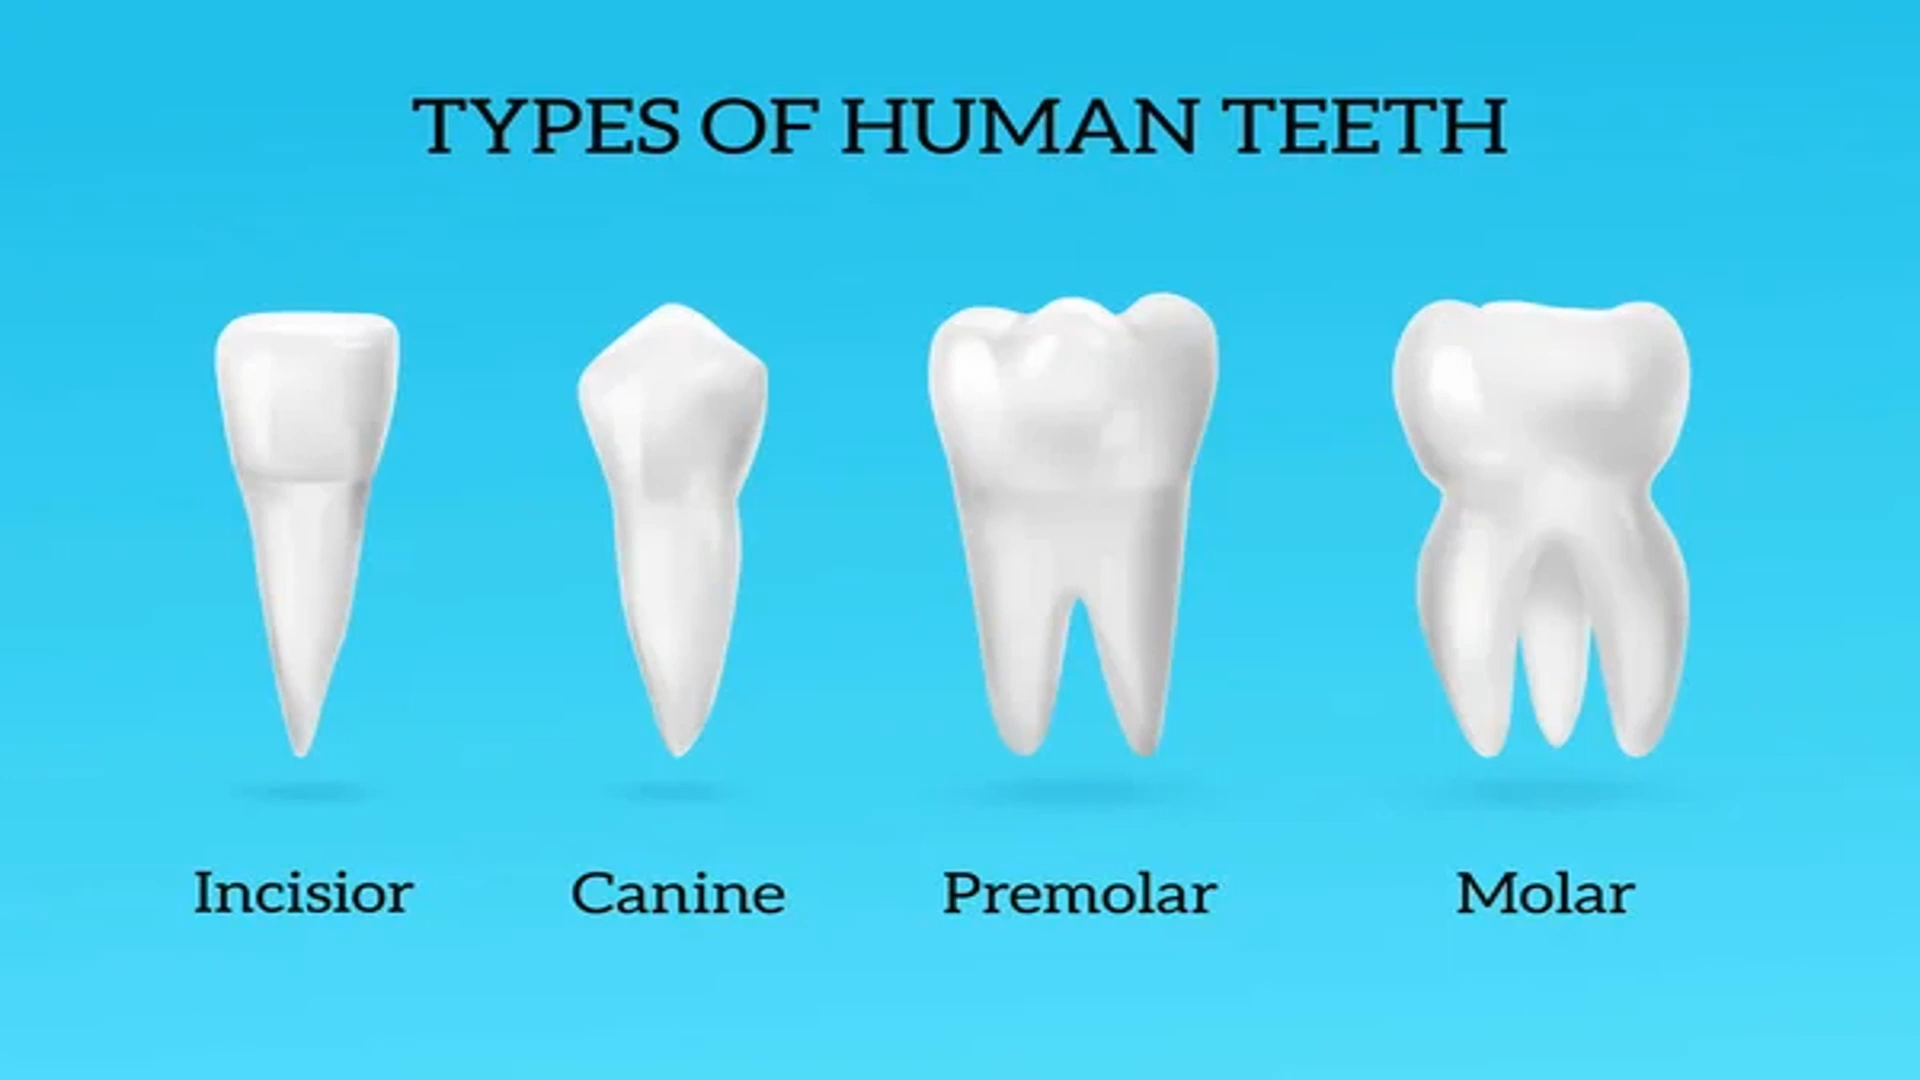 TYPES OF HUMAN TEETH
Incisior
Canine
Premolar
Molar